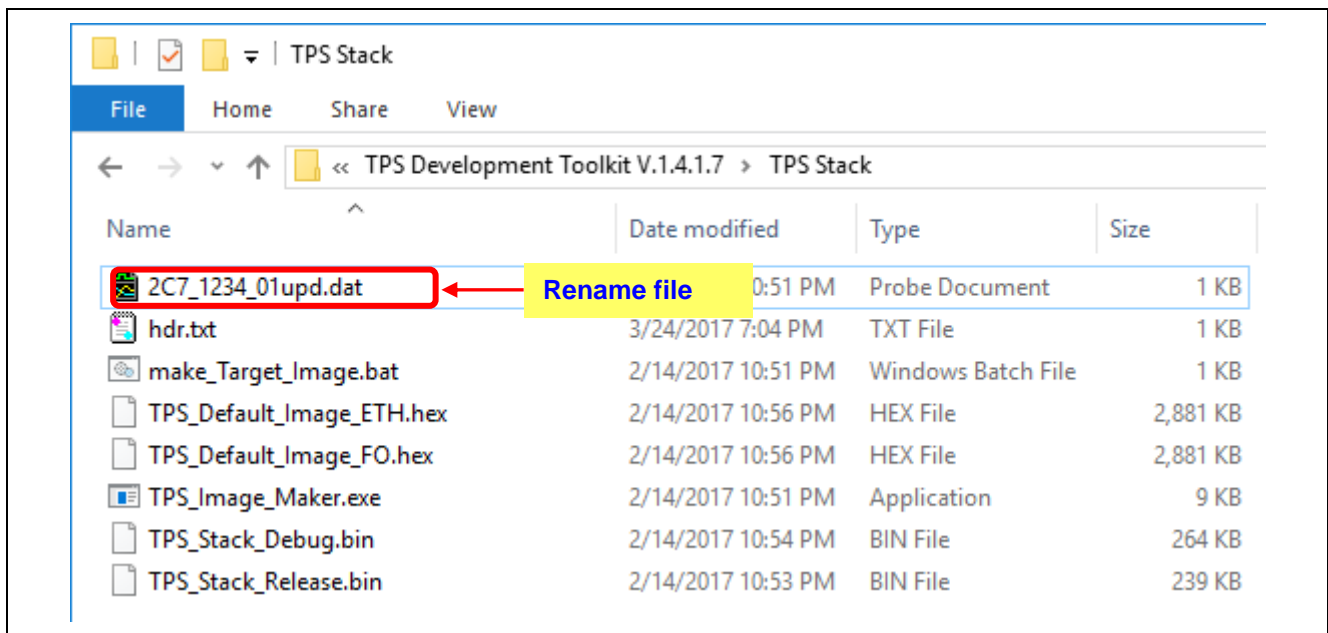 TPS Stack
File Home Share View
« TPS Development Toolkit V.1.4.1.7 > TPS Stack
Name Date modified Type Size
2C7_1234_01upd.dat Rename file 0:51 PM Probe Document 1 KB
hdr.txt 3/24/2017 7:04 PM TXT File 1 KB
make_Target_Image.bat 2/14/2017 10:51 PM Windows Batch File 1 KB
TPS_Default_Image_ETH.hex 2/14/2017 10:56 PM HEX File 2,881 KB
TPS_Default_Image_FO.hex 2/14/2017 10:56 PM HEX File 2,881 KB
TPS_Image_Maker.exe 2/14/2017 10:51 PM Application 9 KB
TPS_Stack_Debug.bin 2/14/2017 10:54 PM BIN File 264 KB
TPS_Stack_Release.bin 2/14/2017 10:53 PM BIN File 239 KB